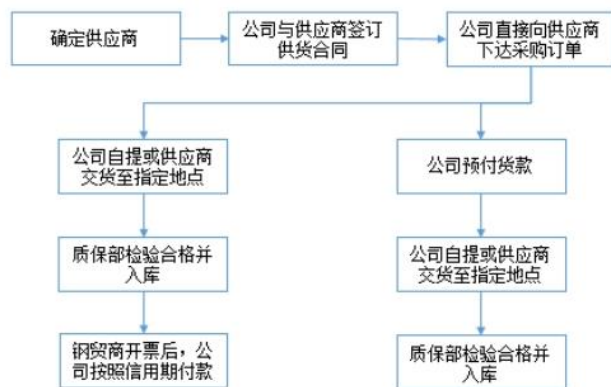 确定供应商
公司与供应商签订
供货合同
公司直接向供应商
下达采购订单
公司自提或供应商
交货至指定地点
公司预付货款
质保部检验合格并
入库
公司自提或供应商
交货至指定地点
钢贸商开票后，公
司按照信用期付款
质保部检验合格并
入库